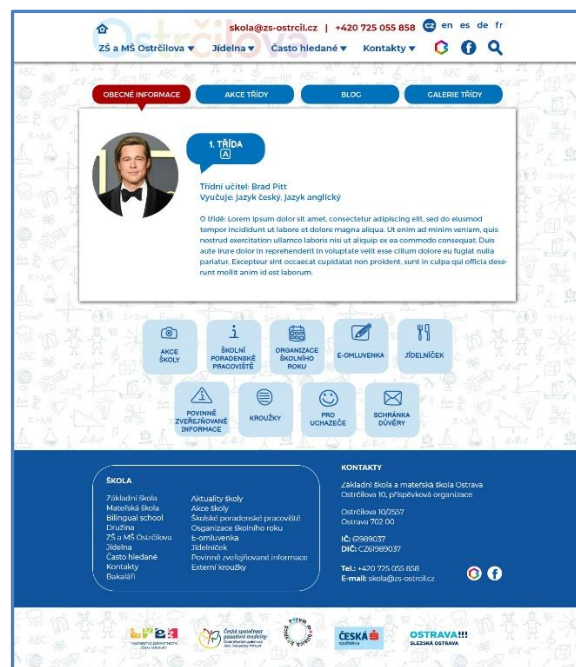 Ostrčilova
skola@zs-ostrcil.cz | +420 725 055 858 CZ en es de fr
ZŠ a MŠ Ostrčilova Jídelna Často hledané Kontakty
OBECNÉ INFORMACE
AKCE TŘÍDY
BLOG
GALERIE TŘÍDY
1. TŘÍDA
A
Třídní učitel: Brad Pitt
Vyučuje: jazyk český, jazyk anglický
O třídě: Lorem ipsum dolor sit amet, consectetur adipiscing elit, sed do eiusmod
tempor incididunt ut labore et dolore magna aliqua. Ut enim ad minim veniam, quis
nostrud exercitation ullamco laboris nisi ut aliquip ex ea commodo consequat. Duis
aute irure dolor in reprehenderit in voluptate velit esse cillum dolore eu fugiat nulla
pariatur. Excepteur sint occaecat cupidatat non proident, sunt in culpa qui officia dese-
runt mollit anim id est laborum.
AKCE
ŠKOLY
ŠKOLNÍ
PORADENSKÉ
PRACOVIŠTĚ
ORGANIZACE
ŠKOLNÍHO
ROKU
E-OMLUVENKA
JÍDELNÍČEK
POVINNĚ
ZVEŘEJŇOVANÉ
INFORMACE
KROUŽKY
PRO
UCHAZEČE
SCHRÁNKA
DŮVĚRY
ŠKOLA
Základní škola
Mateřská škola
Bilingual school
Družina
ZŠ a MŠ Ostrčilova
Jídelna
Často hledané
Kontakty
Bakaláři
Aktuality školy
Akce školy
Školské poradenské pracoviště
Osganizace školního roku
E-omluvenka
Jídelníček
Povinně zveřejňované informace
Externí kroužky
KONTAKTY
Základní škola a mateřská škola Ostrava
Ostrčilova 10, příspěvková organizace
Ostrčilova 10/2557
Ostrava 702 00
IČ: 61989037
DIČ: CZ61989037
Tel.: +420 725 055 858
E-mail: skola@zs-ostrcil.cz
Česká společnost
paliativní medicíny
ČESKÁ
OSTRAVA!!!
SLEZSKÁ OSTRAVA